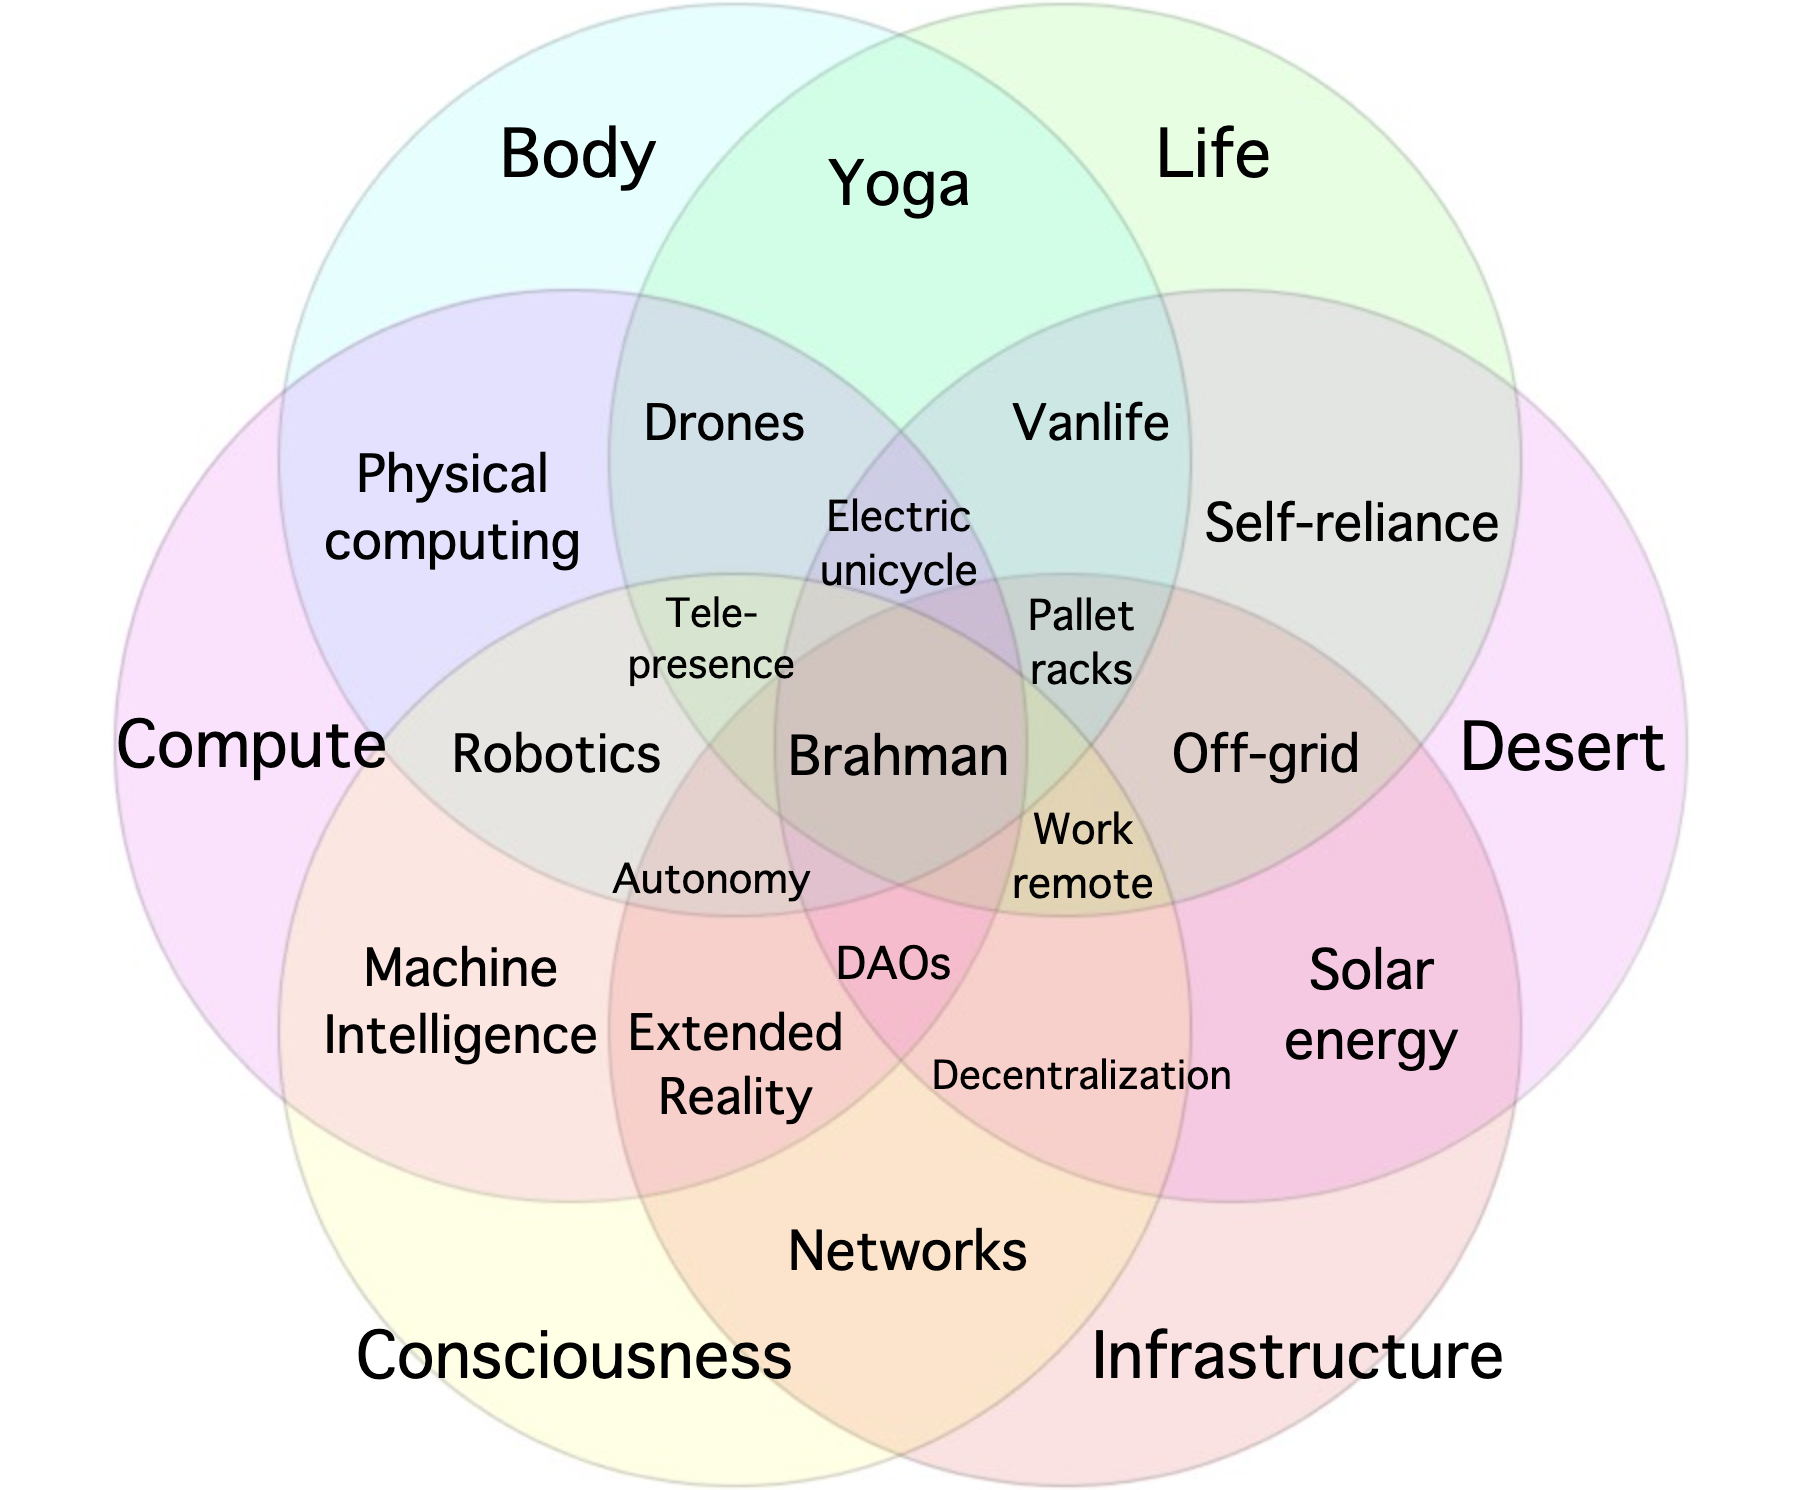 Body
Yoga
Life
Drones
Vanlife
Physical
computing
Electric
unicycle
Self-reliance
Tele-
presence
Pallet
racks
Compute
Robotics
Brahman
Off-grid
Desert
Work
remote
Autonomy
Machine
Intelligence
DAOs
Solar
energy
Extended
Reality
Decentralization
Networks
Consciousness
Infrastructure